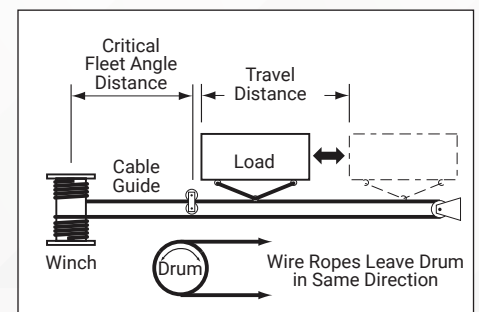 Critical
Fleet Angle
Distance
Travel
Distance
Cable
Guide
Load
Winch
Drum
Wire Ropes Leave Drum
in Same Direction